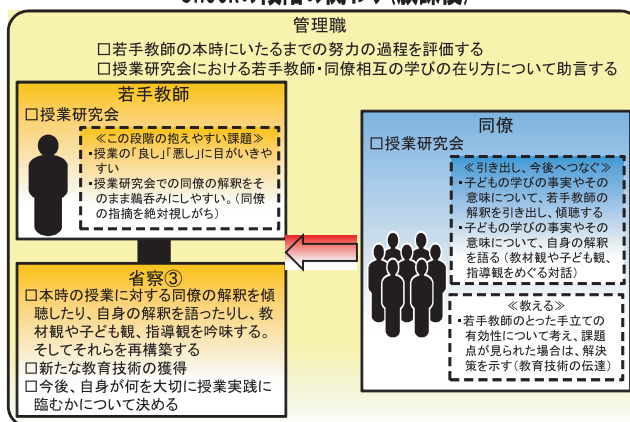 Checkの段階の関わり(放課後)
管理職
□若手教師の本時にいたるまでの努力の過程を評価する
□授業研究会における若手教師・同僚相互の学びの在り方について助言する
若手教師
□授業研究会
≪この段階の抱えやすい課題≫
・授業の「良し」「悪し」に目がいきや
すい
・授業研究会での同僚の解釈をそ
のまま鵜呑みにしやすい。(同僚
の指摘を絶対視しがち)
省察③
□本時の授業に対する同僚の解釈を傾
聴したり、自身の解釈を語ったりし、教
材観や子ども観、指導観を吟味する。
そしてそれらを再構築する
□新たな教育技術の獲得
□今後、自身が何を大切に授業実践に
臨むかについて決める
同僚
□授業研究会
≪引き出し、今後へつなぐ≫
・子どもの学びの事実やその
意味について、若手教師の
解釈を引き出し、傾聴する
・子どもの学びの事実やその
意味について、自身の解釈
を語る(教材観や子ども観、
指導観をめぐる対話)
≪教える≫
・若手教師のとった手立ての
有効性について考え、課題
点が見られた場合は、解決
策を示す(教育技術の伝達)